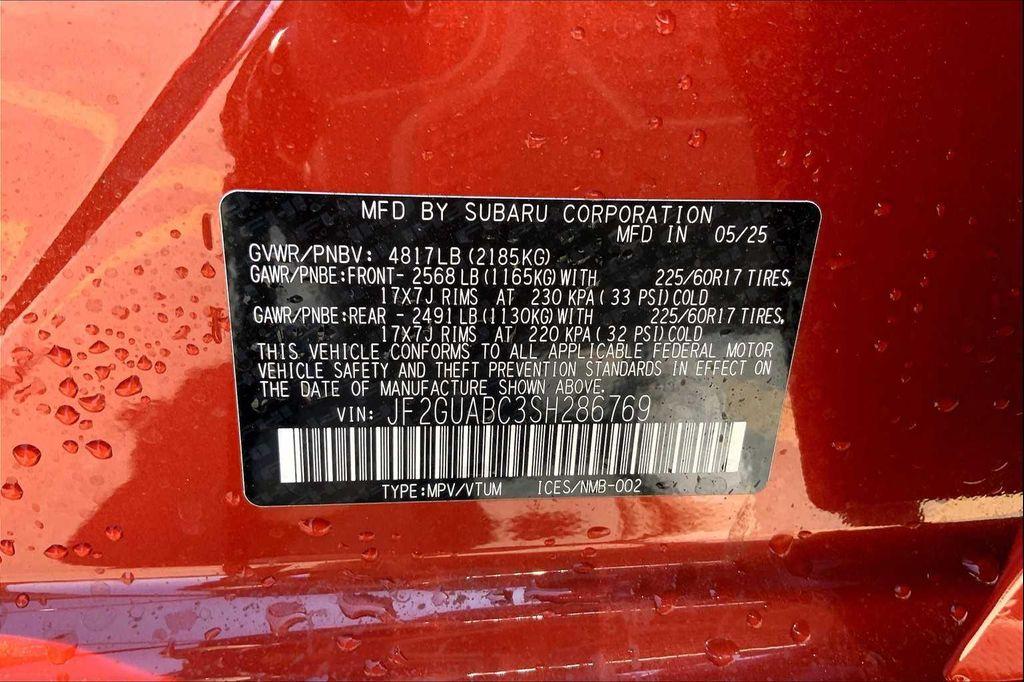 MFD BY SUBARU CORPORATION
MFD IN 05/25
GVWR/PNBV: 4817LB (2185KG)
GAWR/PNBE:FRONT- 2568 LB (1165KG) WITH 225/60R17 TIRES,
17X7J RIMS AT 230 KPA ( 33 PSI) COLD
GAWR/PNBE:REAR - 2491 LB (1130KG) WITH 225/60R17 TIRES,
17X7J RIMS AT 220 KPA ( 32 PSI) COLD
THIS VEHICLE CONFORMS TO ALL APPLICABLE FEDERAL MOTOR
VEHICLE SAFETY AND THEFT PREVENTION STANDARDS IN EFFECT ON
THE DATE OF MANUFACTURE SHOWN ABOVE.
VIN: JF2GUABC3SH286769
TYPE:MPV/VTUM ICES/NMB-002